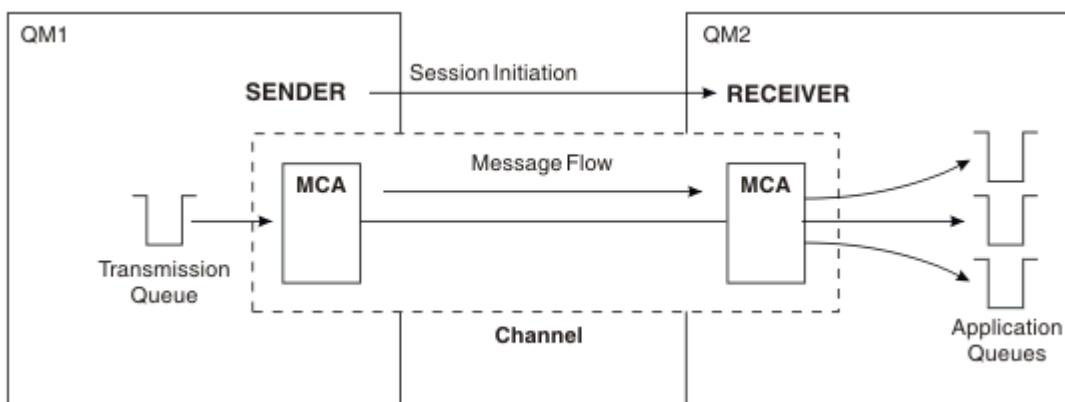 QM1
QM2
Session Initiation
SENDER
RECEIVER
Message Flow
MCA
MCA
Transmission
Queue
Channel
Application
Queues